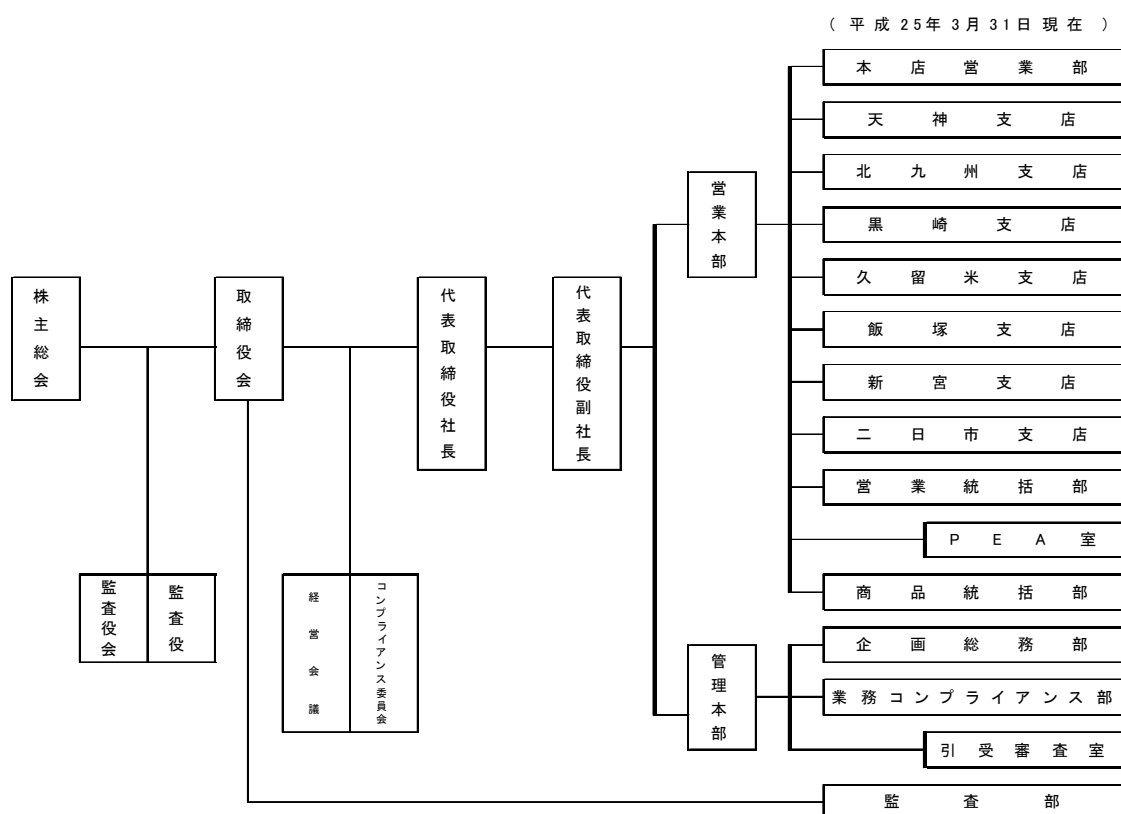 (平成25年3月31日現在)
本店営業部
天神支店
北九州支店
営業本部
黒崎支店
久留米支店
株主総会
取締役会
代表取締役社長
代表取締役副社長
飯塚支店
新宮支店
二日市支店
営業統括部
PEA室
監査役会
監査役
経営会議
コンプライアンス委員会
商品統括部
企画総務部
管理本部
業務コンプライアンス部
引受審査室
監査部